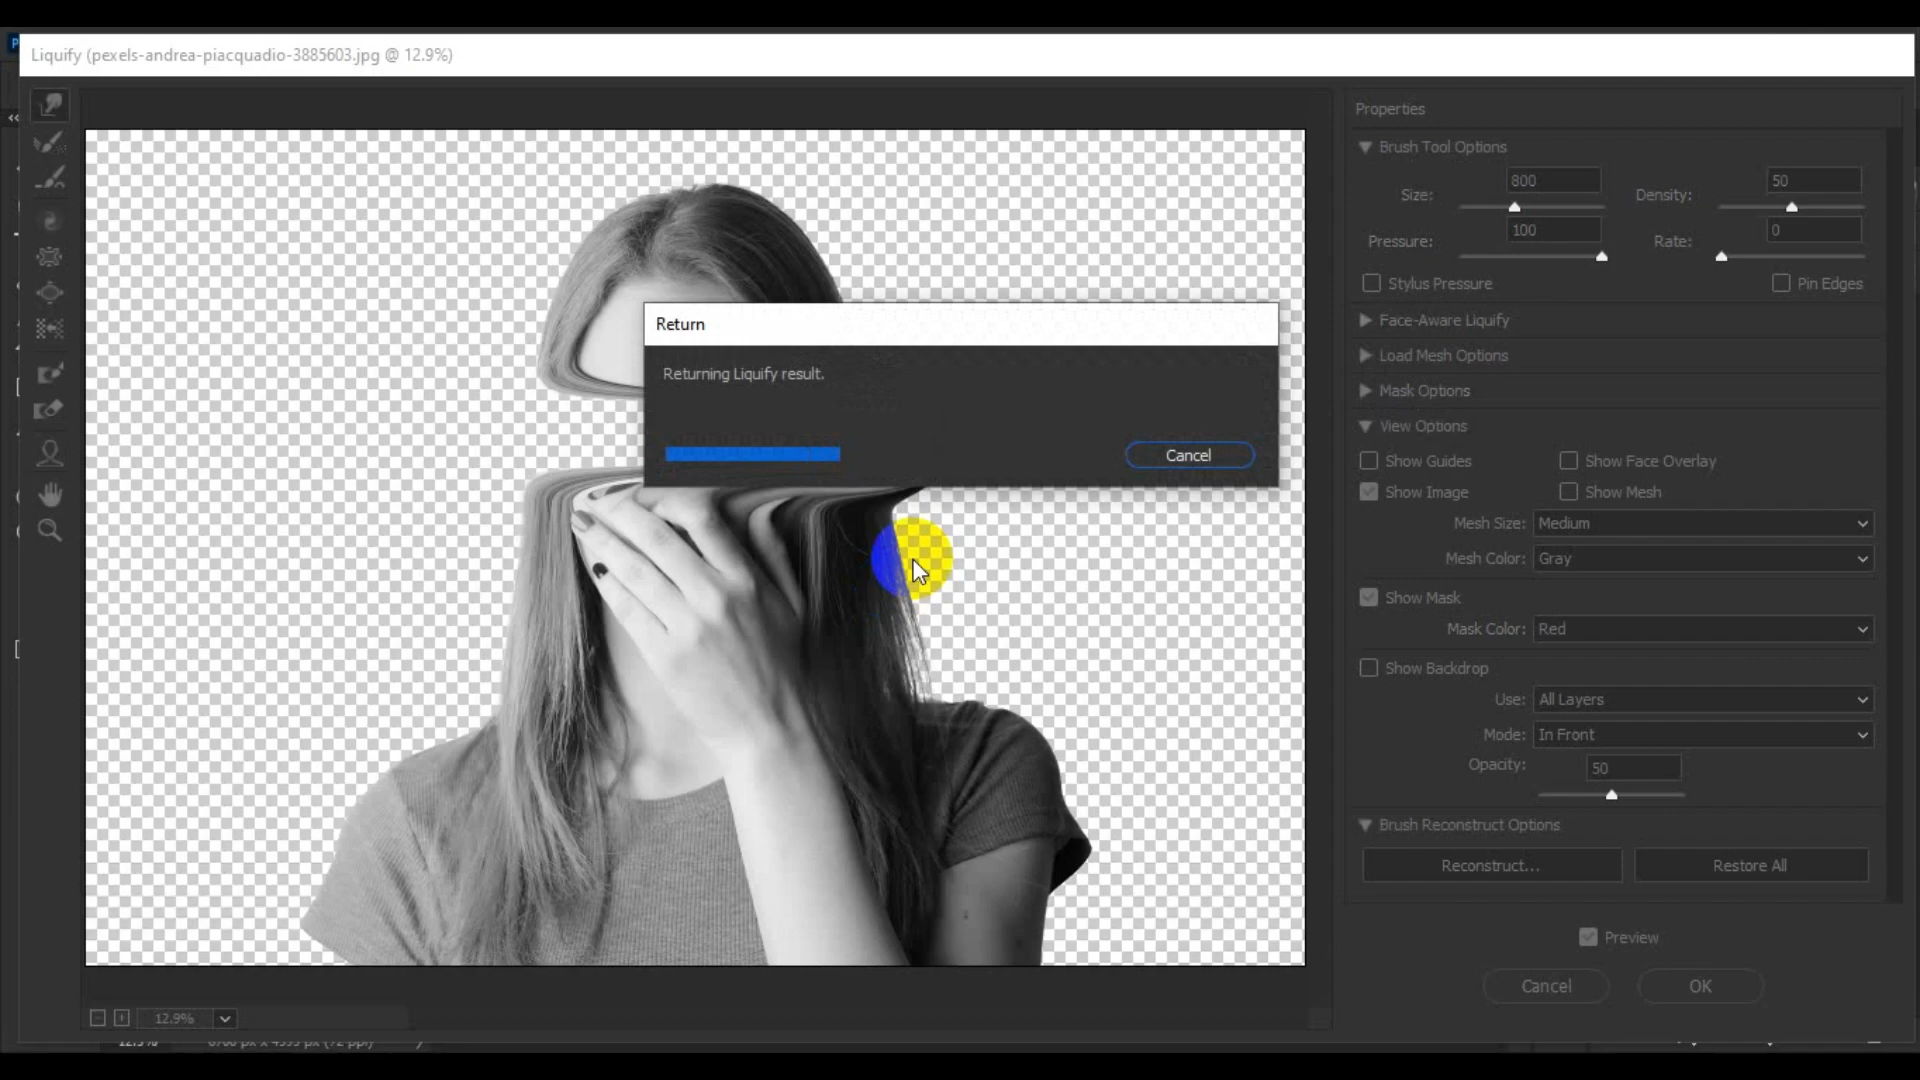 Liquify (pexels-andrea-piacquadio-3885603.jpg @ 12.9%)
Properties
Brush Tool Options
Size: 800 Density: 50
Pressure: 100 Rate: 0
Stylus Pressure Pin Edges
Face-Aware Liquify
Load Mesh Options
Mask Options
View Options
Show Guides Show Face Overlay
Show Image Show Mesh
Mesh Size: Medium
Mesh Color: Gray
Show Mask
Mask Color: Red
Show Backdrop
Use: All Layers
Mode: In Front
Opacity: 50
Brush Reconstruct Options
Reconstruct... Restore All
Preview
Cancel OK
Return
Returning Liquify result.
Cancel
12.9%